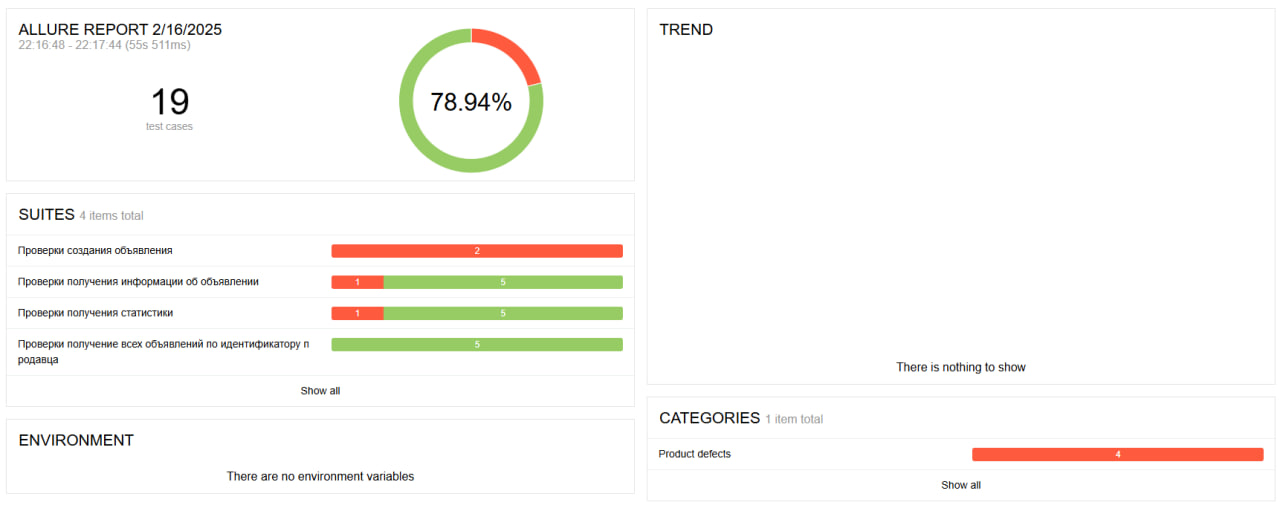 ALLURE REPORT 2/16/2025
22:16:48 - 22:17:44 (55s 511ms)
19
test cases
78.94%
SUITES 4 items total
Проверки создания объявления
2
Проверки получения информации об объявлении
1 5
Проверки получения статистики
1 5
Проверки получение всех объявлений по идентификатору п
родавца
5
Show all
ENVIRONMENT
There are no environment variables
TREND
There is nothing to show
CATEGORIES 1 item total
Product defects
4
Show all